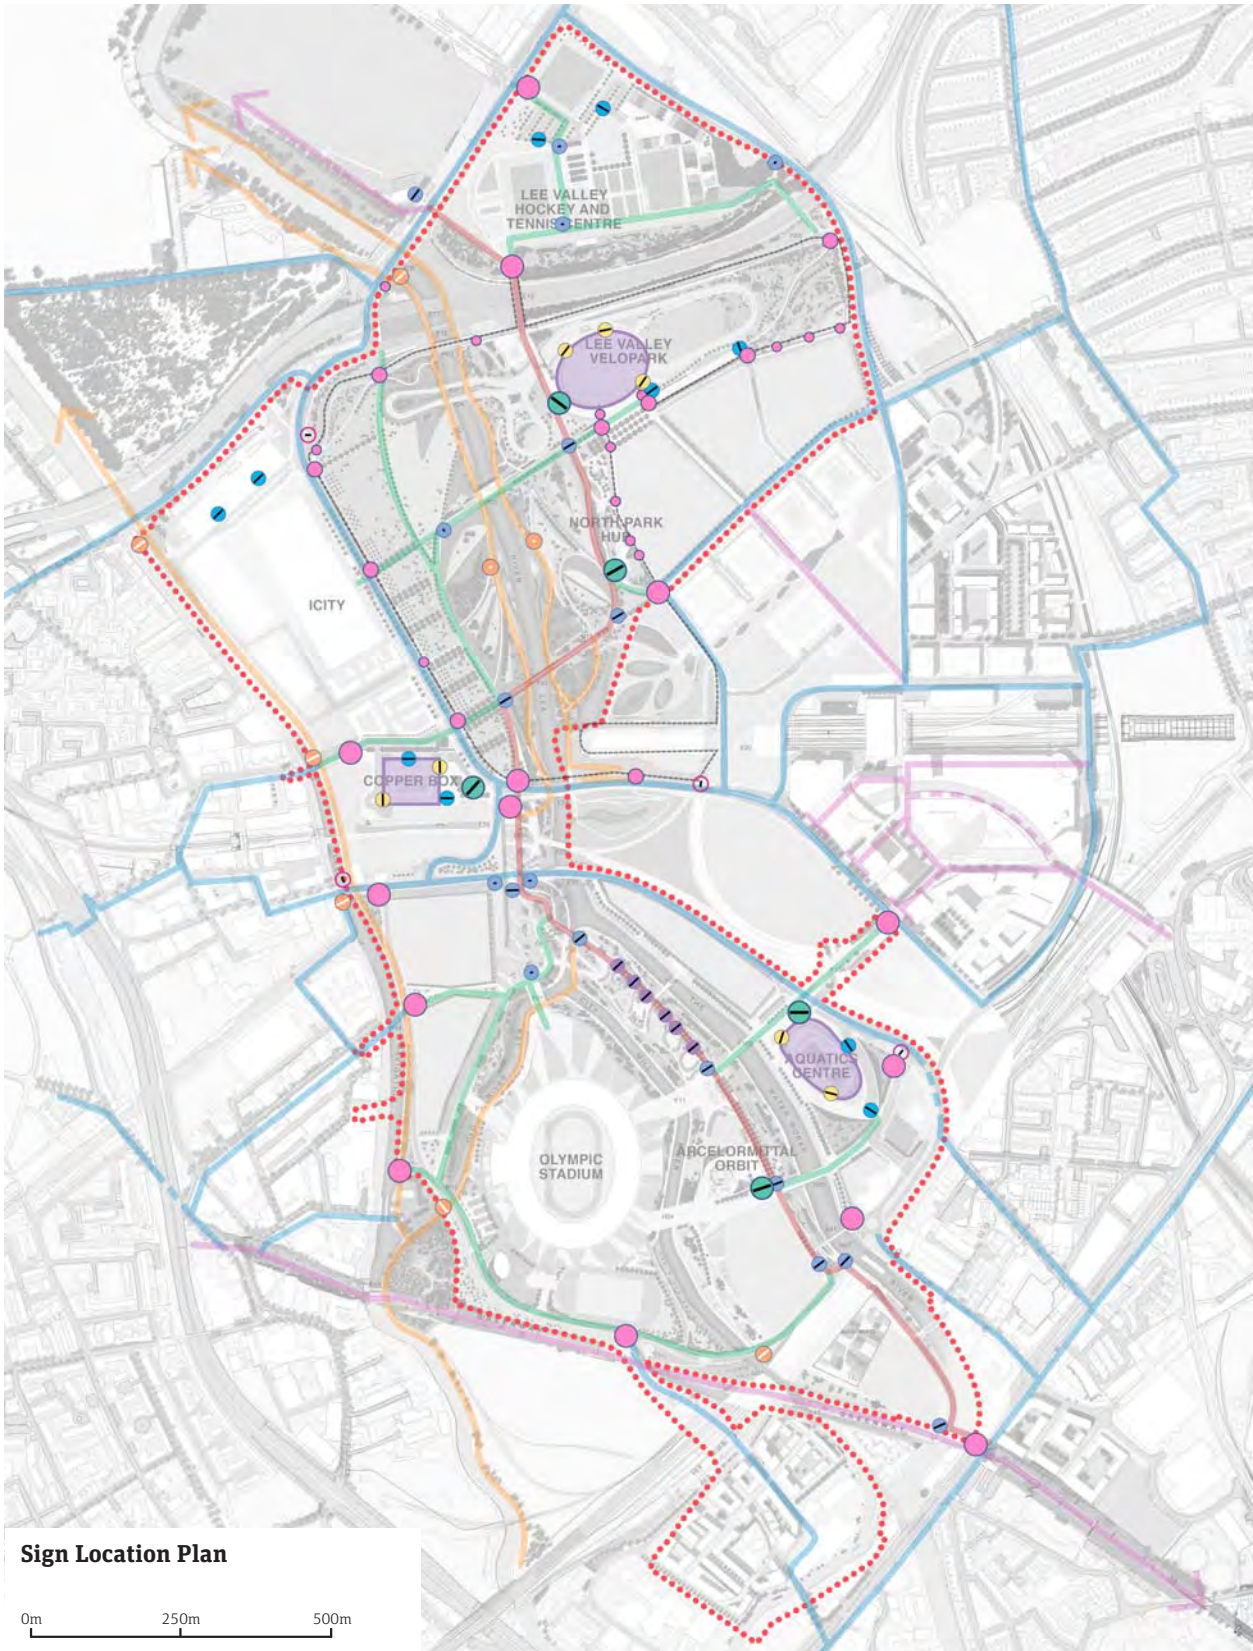 LEE VALLEY
HOCKEY AND
TENNIS CENTRE
LEE VALLEY
VELOPARK
NORTH PARK
HUB
ICITY
COPPER BOX
AQUATICS
CENTRE
ARCELORMITTAL
ORBIT
OLYMPIC
STADIUM
Sign Location Plan
0m 250m 500m